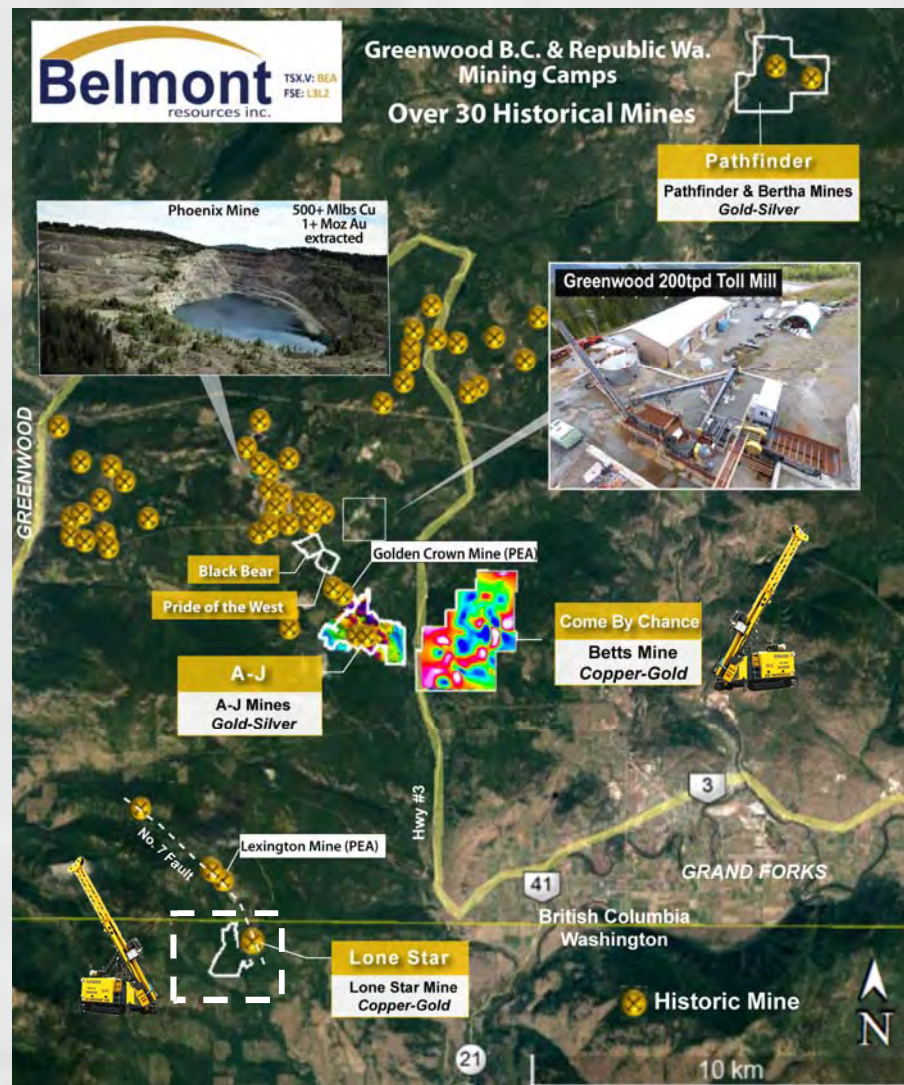 Belmont
resources inc.
TSX.V: BEA
FSE: L3L2
Greenwood B.C. & Republic Wa.
Mining Camps
Over 30 Historical Mines
Pathfinder
Pathfinder & Bertha Mines
Gold-Silver
Phoenix Mine
500+ Mlbs Cu
1+ Moz Au
extracted
Greenwood 200tpd Toll Mill
GREENWOOD
Black Bear
Golden Crown Mine (PEA)
Pride of the West
Come By Chance
Betts Mine
Copper-Gold
A-J
A-J Mines
Gold-Silver
Hwy #3
3
No. 7 Fault
Lexington Mine (PEA)
41
GRAND FORKS
British Columbia
Washington
Lone Star
Lone Star Mine
Copper-Gold
Historic Mine
N
21
10 km